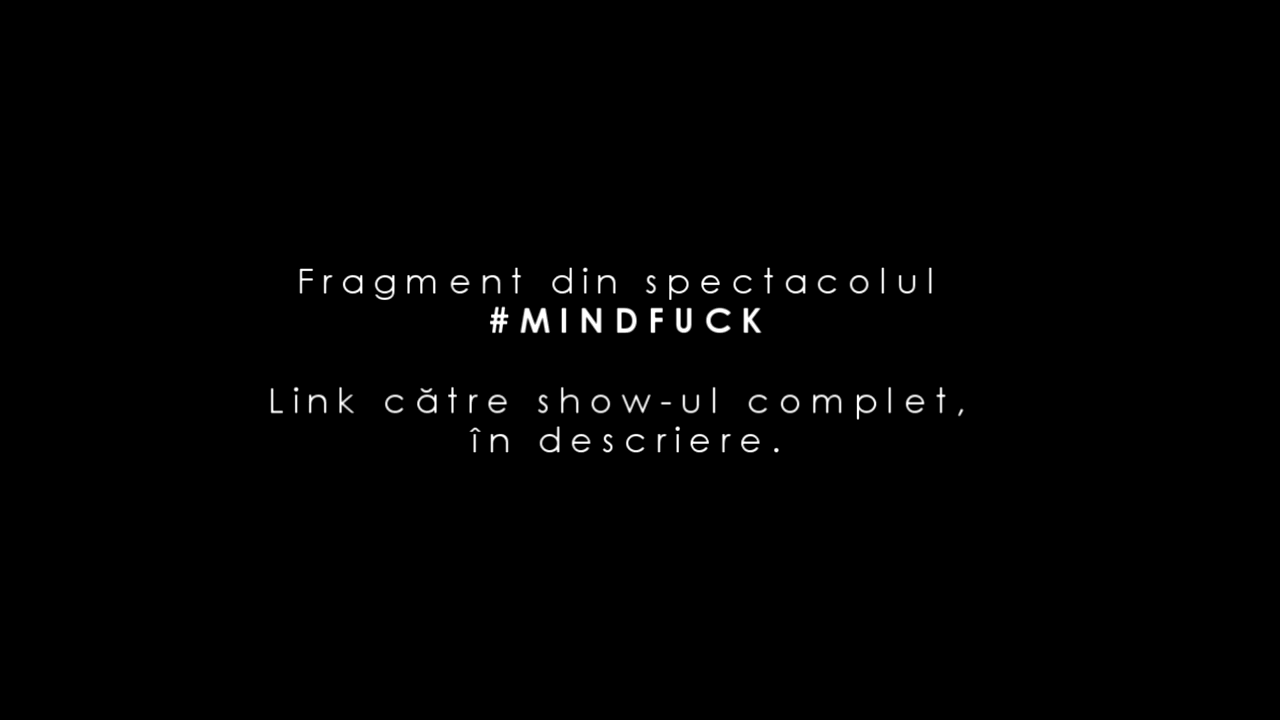 Fragment din spectacolul
#MINDFUCK
Link către show-ul complet,
în descriere.